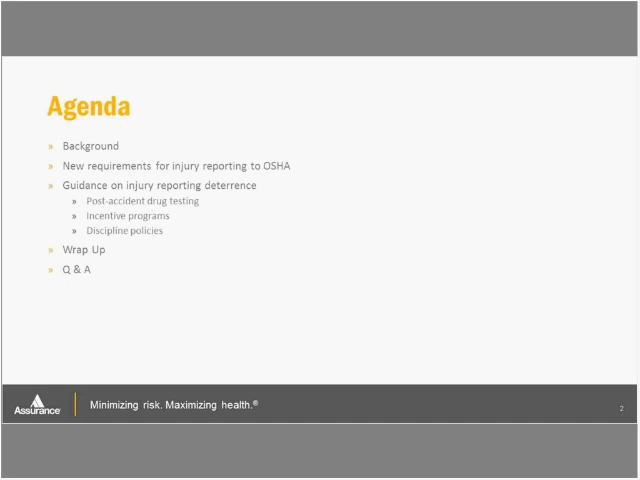 Agenda
» Background
» New requirements for injury reporting to OSHA
» Guidance on injury reporting deterrence
» Post-accident drug testing
» Incentive programs
» Discipline policies
» Wrap Up
» Q & A
Assurance
Minimizing risk. Maximizing health.®
2